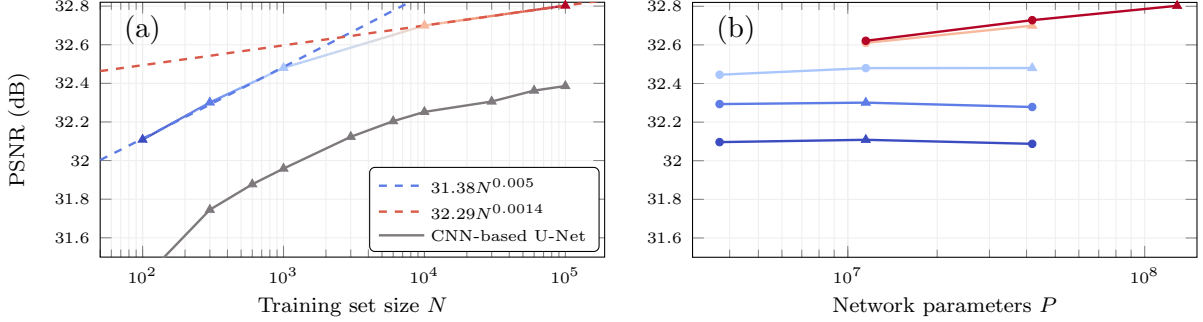 (a)
PSNR (dB)
32.8
32.6
32.4
32.2
32
31.8
31.6
10^2
10^3
10^4
10^5
Training set size N
31.38N^0.005
32.29N^0.0014
CNN-based U-Net
(b)
32.8
32.6
32.4
32.2
32
31.8
31.6
10^7
10^8
Network parameters P